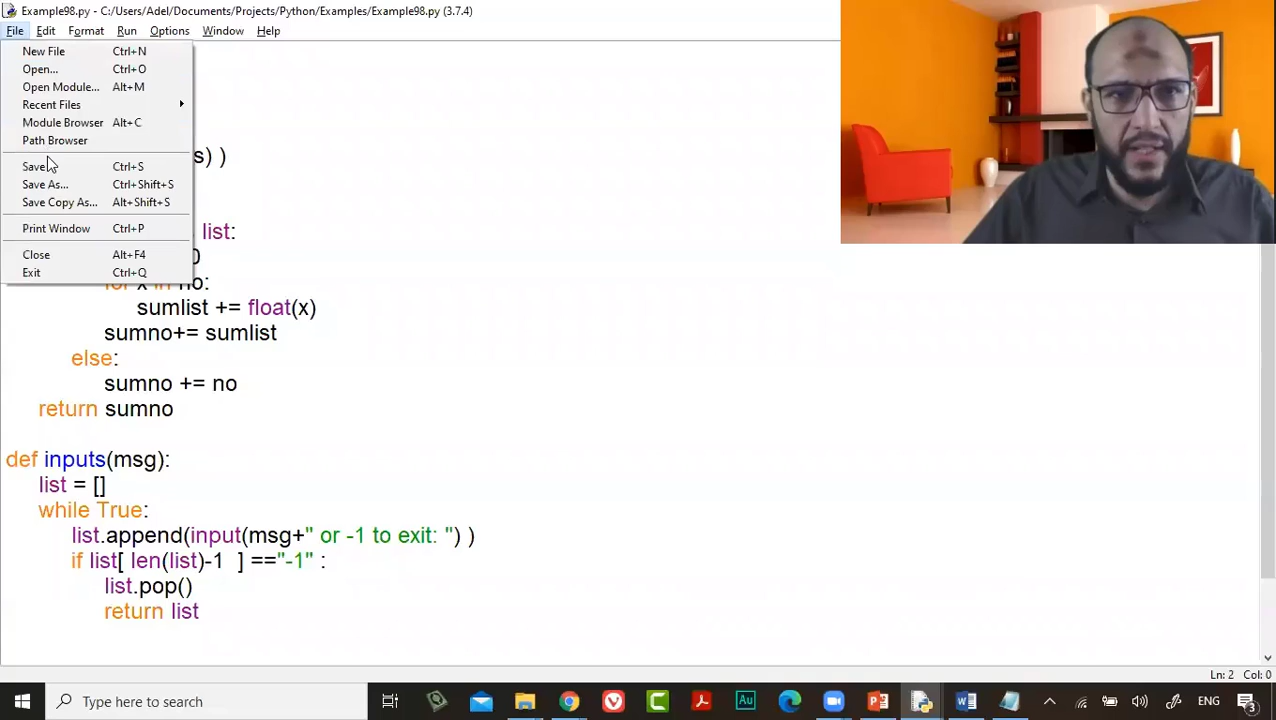 Example98.py - C:/Users/Adel/Documents/Projects/Python/Examples/Example98.py (3.7.4)
File Edit Format Run Options Window Help
New File Ctrl+N
Open... Ctrl+O
Open Module... Alt+M
Recent Files
Module Browser Alt+C
Path Browser
s) )
Save Ctrl+S
Save As... Ctrl+Shift+S
Save Copy As... Alt+Shift+S
Print Window Ctrl+P
list:
Close Alt+F4
Exit Ctrl+Q
for x in no:
sumlist += float(x)
sumno+= sumlist
else:
sumno += no
return sumno
def inputs(msg):
list = []
while True:
list.append(input(msg+" or -1 to exit: ") )
if list[ len(list)-1 ] =="-1" :
list.pop()
return list
Ln: 2 Col: 0
Type here to search
Au
ENG
3